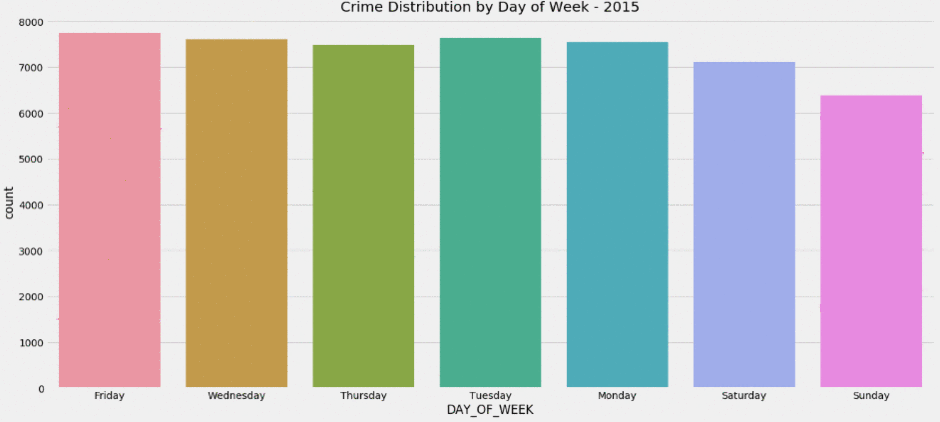 Crime Distribution by Day of Week - 2015
8000
7000
6000
5000
4000
3000
2000
1000
0
count
Friday Wednesday Thursday Tuesday Monday Saturday Sunday
DAY_OF_WEEK